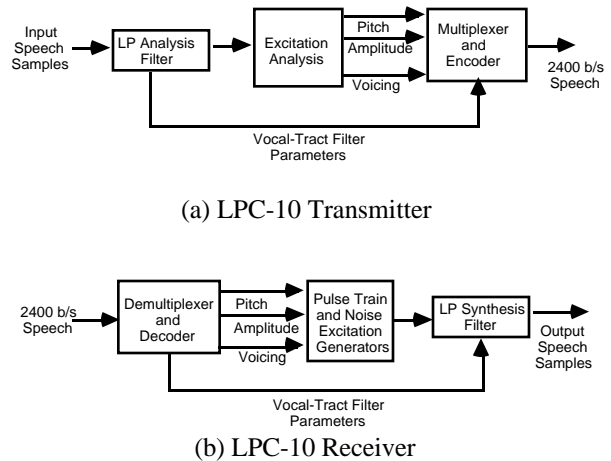 Input
Speech
Samples
LP Analysis
Filter
Excitation
Analysis
Pitch
Amplitude
Voicing
Multiplexer
and
Encoder
2400 b/s
Speech
Vocal-Tract Filter
Parameters
(a) LPC-10 Transmitter
2400 b/s
Speech
Demultiplexer
and
Decoder
Pitch
Amplitude
Voicing
Pulse Train
and Noise
Excitation
Generators
LP Synthesis
Filter
Output
Speech
Samples
Vocal-Tract Filter
Parameters
(b) LPC-10 Receiver